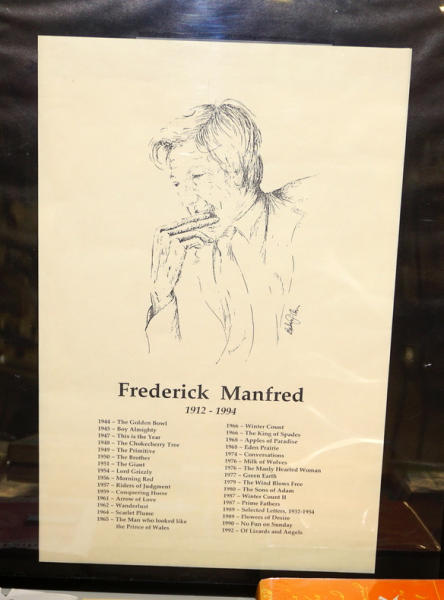 Frederick Manfred
1912 - 1994
1944 – The Golden Bowl
1945 – Boy Almighty
1947 – This is the Year
1948 – The Chokecherry Tree
1949 – The Primitive
1950 – The Brother
1951 – The Giant
1954 – Lord Grizzly
1956 – Morning Red
1957 – Riders of Judgment
1959 – Conquering Horse
1961 – Arrow of Love
1962 – Wanderlust
1964 – Scarlet Plume
1965 – The Man who looked like
the Prince of Wales
1966 – Winter Count
1966 – The King of Spades
1968 – Apples of Paradise
1968 – Eden Prairie
1974 – Conversations
1976 – Milk of Wolves
1976 – The Manly Hearted Woman
1977 – Green Earth
1979 – The Wind Blows Free
1980 – The Sons of Adam
1987 – Winter Count II
1987 – Prime Fathers
1989 – Selected Letters, 1932-1954
1989 – Flowers of Desire
1990 – No Fun on Sunday
1992 – Of Lizards and Angels